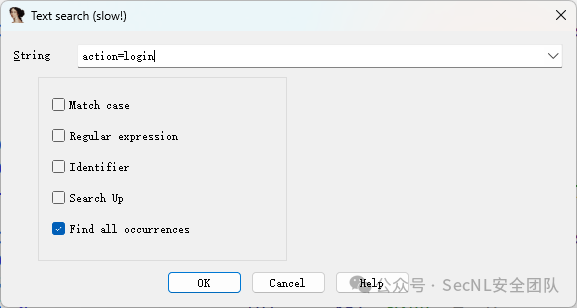 Text search (slow!)
String action=login
Match case
Regular expression
Identifier
Search Up
Find all occurrences
OK Cancel Help
公众号 · SecNL安全团队